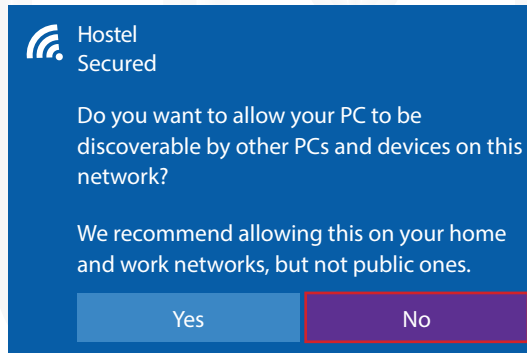 Hostel
Secured
Do you want to allow your PC to be
discoverable by other PCs and devices on this
network?
We recommend allowing this on your home
and work networks, but not public ones.
Yes
No